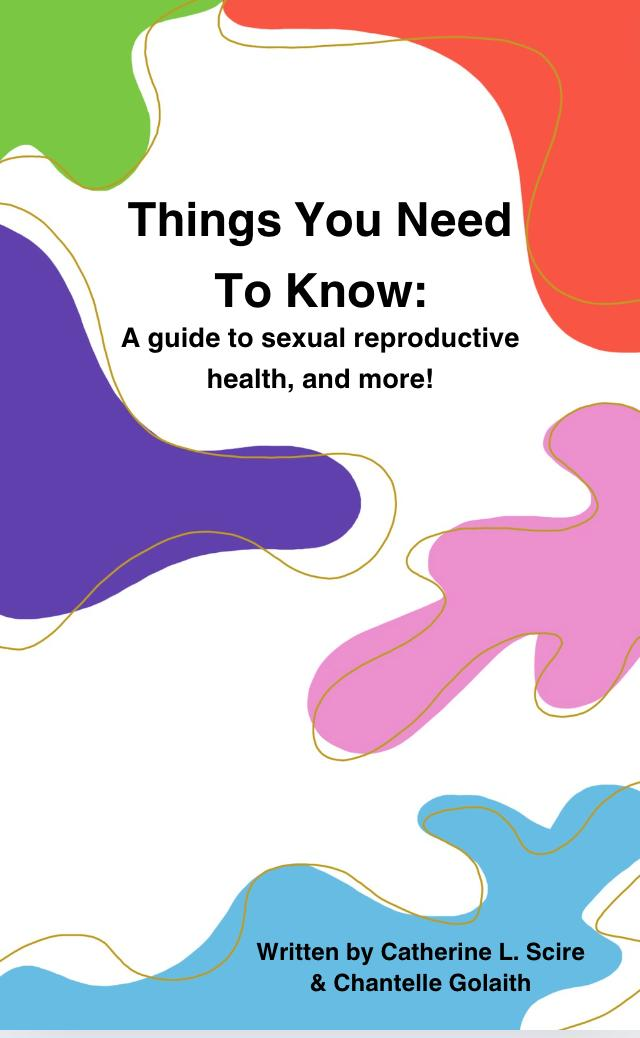 Things You Need
To Know:
A guide to sexual reproductive
health, and more!
Written by Catherine L. Scire
& Chantelle Golaith